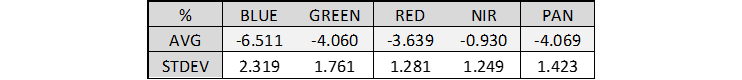 % BLUE GREEN RED NIR PAN
AVG -6.511 -4.060 -3.639 -0.930 -4.069
STDEV 2.319 1.761 1.281 1.249 1.423